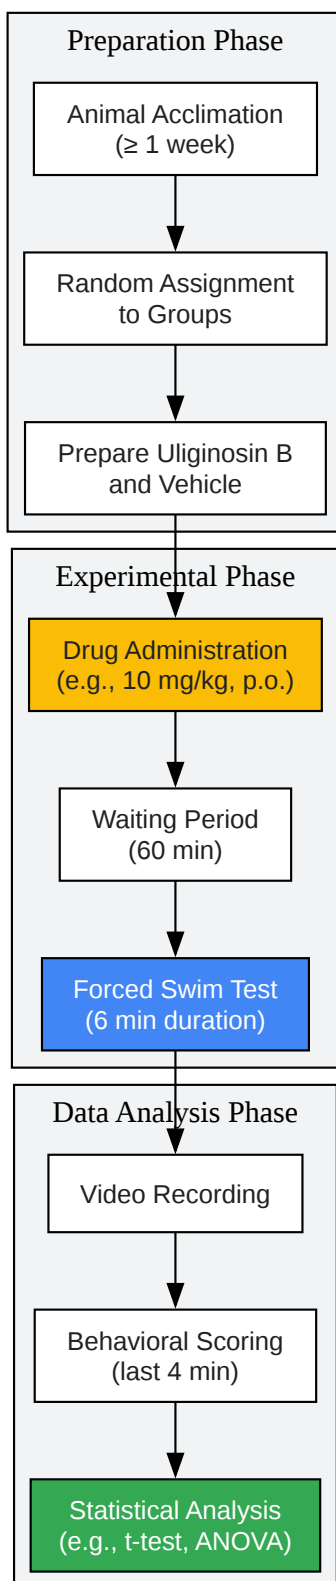 Preparation Phase
Animal Acclimation
(≥ 1 week)
Random Assignment
to Groups
Prepare Uliginosin B
and Vehicle
Experimental Phase
Drug Administration
(e.g., 10 mg/kg, p.o.)
Waiting Period
(60 min)
Forced Swim Test
(6 min duration)
Data Analysis Phase
Video Recording
Behavioral Scoring
(last 4 min)
Statistical Analysis
(e.g., t-test, ANOVA)